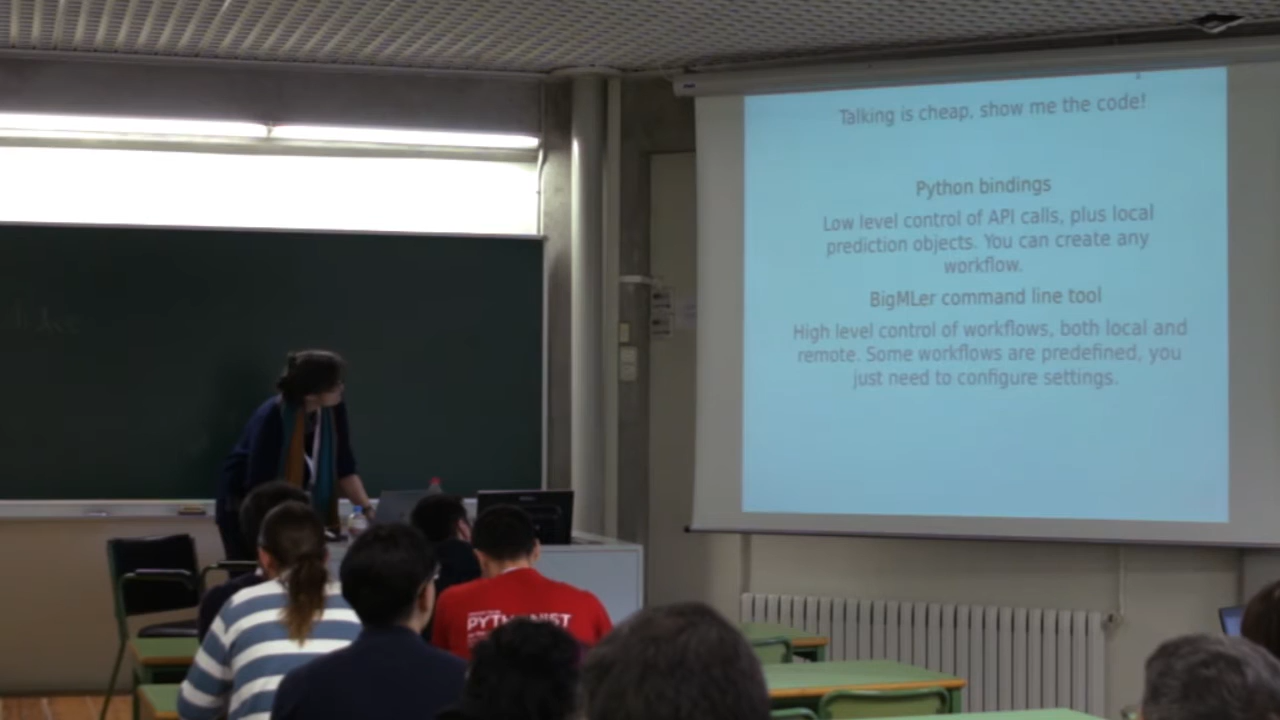 Talking is cheap, show me the code!
Python bindings
Low level control of API calls, plus local
prediction objects. You can create any
workflow.
BigMLer command line tool
High level control of workflows, both local and
remote. Some workflows are predefined, you
just need to configure settings.
PYTHONIST